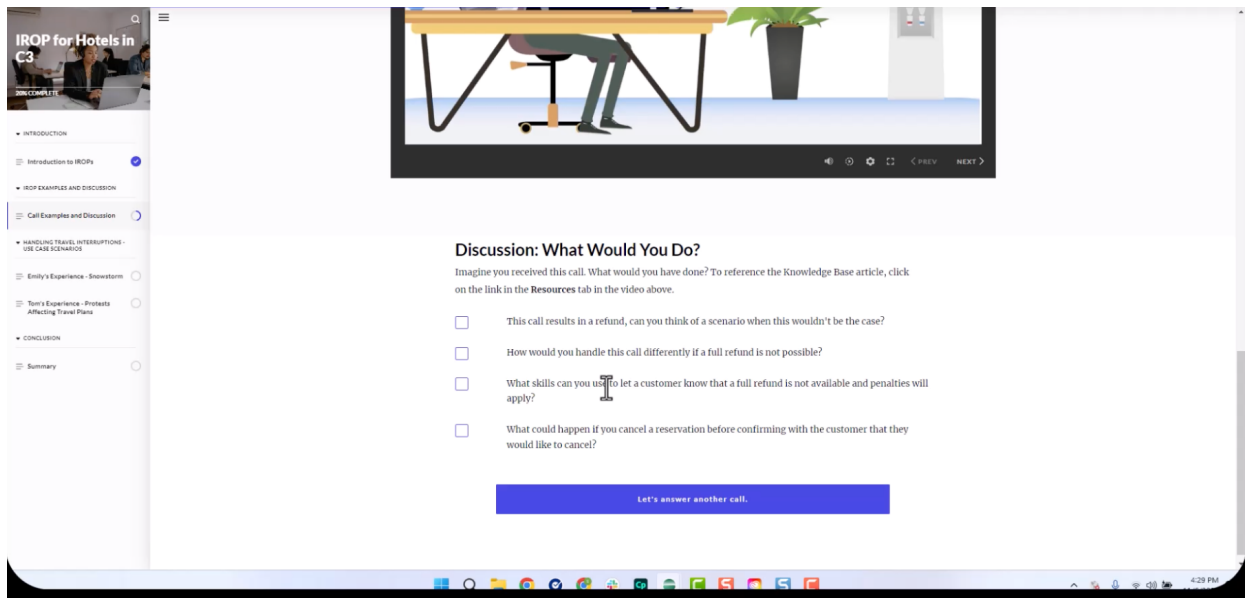 IROP for Hotels in
C3
20% COMPLETE
INTRODUCTION
Introduction to IROPs
IROP EXAMPLES AND DISCUSSION
Call Examples and Discussion
HANDLING TRAVEL INTERRUPTIONS -
USE CASE SCENARIOS
Emily's Experience - Snowstorm
Tom's Experience - Protests
Affecting Travel Plans
CONCLUSION
Summary
PREV
NEXT
Discussion: What Would You Do?
Imagine you received this call. What would you have done? To reference the Knowledge Base article, click
on the link in the Resources tab in the video above.
This call results in a refund, can you think of a scenario when this wouldn't be the case?
How would you handle this call differently if a full refund is not possible?
What skills can you use to let a customer know that a full refund is not available and penalties will
apply?
What could happen if you cancel a reservation before confirming with the customer that they
would like to cancel?
Let's answer another call.
Cp
4:29 PM